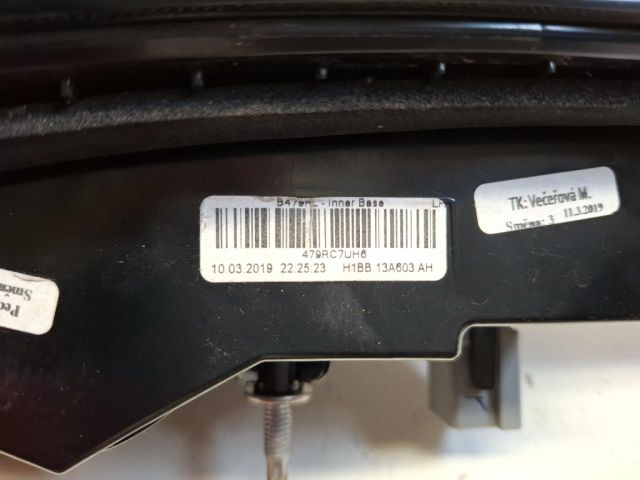 B479RL - Inner Base
479RC7UH6
10.03.2019 22:25:23 H1BB 13A603 AH
TK: Večeřová M.
Směna: 3 11.3.2019